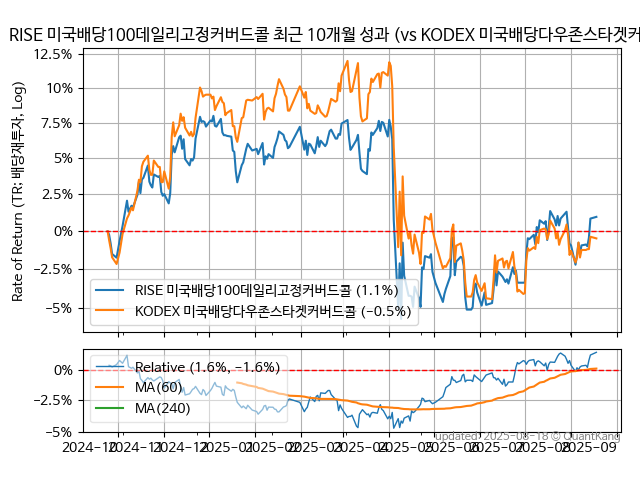 RISE 미국배당100데일리고정커버드콜 최근 10개월 성과 (vs KODEX 미국배당다우존스타겟커
Rate of Return (TR: 배당재투자, Log)
12.5%
10%
7.5%
5%
2.5%
0%
−2.5%
−5%
RISE 미국배당100데일리고정커버드콜 (1.1%)
KODEX 미국배당다우존스타겟커버드콜 (−0.5%)
0%
−2.5%
−5%
Relative (1.6%, −1.6%)
MA(60)
MA(240)
updated: 2025-08-18 © QuantKang
2024-10 2024-11 2024-12 2025-01 2025-02 2025-03 2025-04 2025-05 2025-06 2025-07 2025-08 2025-09